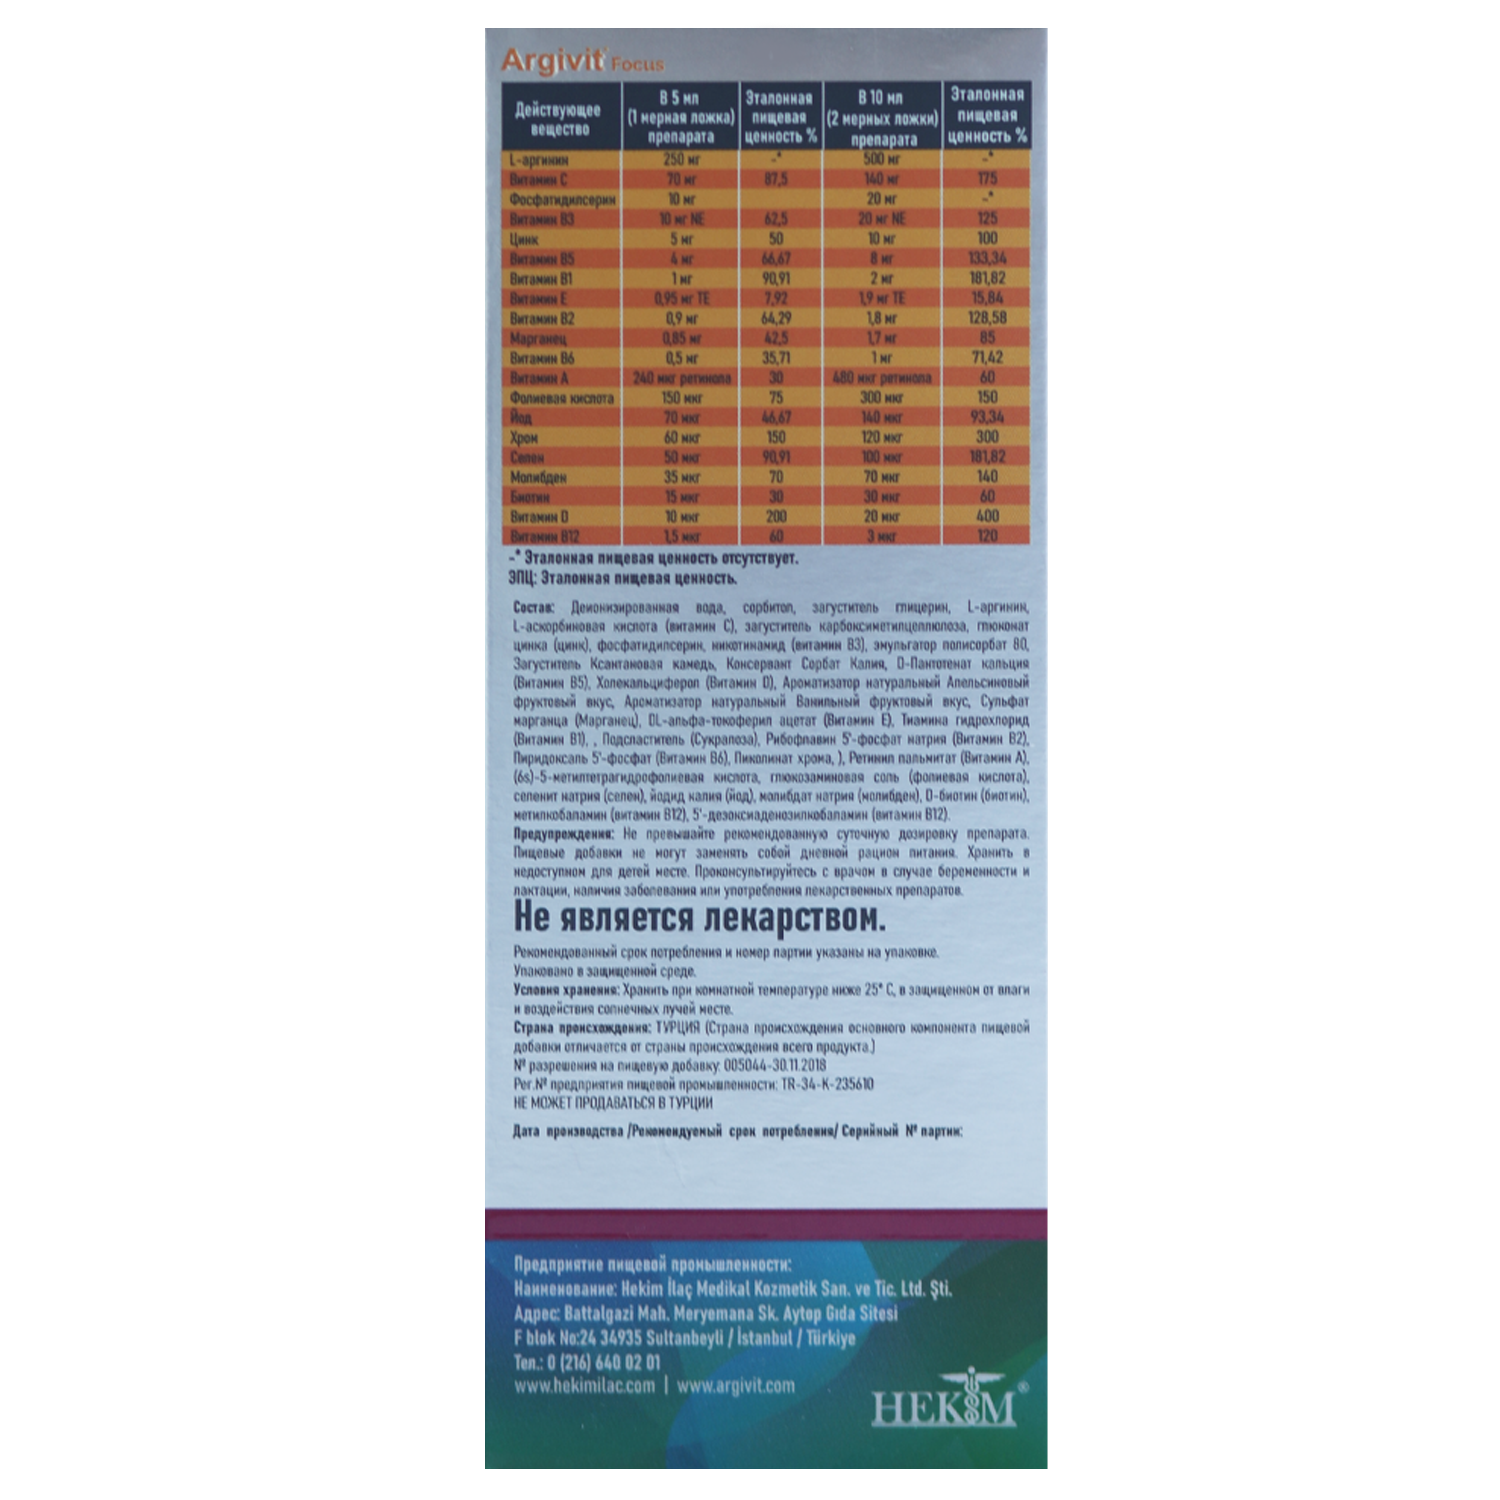 Argivit Focus
Действующее вещество | В 5 мл (1 мерная ложка) препарата | Эталонная пищевая ценность % | В 10 мл (2 мерных ложки) препарата | Эталонная пищевая ценность %
L-аргинин 250 мг -* 500 мг -*
Витамин C 70 мг 87,5 140 мг 175
Фосфатидилсерин 10 мг 20 мг -*
Витамин B3 10 мг NE 62,5 20 мг NE 125
Цинк 5 мг 50 10 мг 100
Витамин B5 4 мг 66,67 8 мг 133,34
Витамин B1 1 мг 90,91 2 мг 181,82
Витамин E 0,95 мг TE 7,92 1,9 мг TE 15,84
Витамин B2 0,9 мг 64,29 1,8 мг 128,58
Марганец 0,85 мг 42,5 1,7 мг 85
Витамин B6 0,5 мг 35,71 1 мг 71,42
Витамин A 240 мкг ретинола 30 480 мкг ретинола 60
Фолиевая кислота 150 мкг 75 300 мкг 150
Йод 70 мкг 46,67 140 мкг 93,34
Хром 60 мкг 150 120 мкг 300
Селен 50 мкг 90,91 100 мкг 181,82
Молибден 35 мкг 70 70 мкг 140
Биотин 15 мкг 30 30 мкг 60
Витамин D 10 мкг 200 20 мкг 400
Витамин B12 1,5 мкг 60 3 мкг 120
-* Эталонная пищевая ценность отсутствует.
ЭПЦ: Эталонная пищевая ценность.
Состав: Деионизированная вода, сорбитол, загуститель глицерин, L-аргинин,
L-аскорбиновая кислота (витамин C), загуститель карбоксиметилцеллюлоза, глюконат
цинка (цинк), фосфатидилсерин, никотинамид (витамин B3), эмульгатор полисорбат 80,
Загуститель Ксантановая камедь, Консервант Сорбат Калия, D-Пантотенат кальция
(Витамин B5), Холекальциферол (Витамин D), Ароматизатор натуральный Апельсиновый
фруктовый вкус, Ароматизатор натуральный Ванильный фруктовый вкус, Сульфат
марганца (Марганец), DL-альфа-токоферил ацетат (Витамин E), Тиамина гидрохлорид
(Витамин B1), , Подсластитель (Сукралоза), Рибофлавин 5'-фосфат натрия (Витамин B2),
Пиридоксаль 5'-фосфат (Витамин B6), Пиколинат хрома, ), Ретинил пальмитат (Витамин A),
(6s)-5-метилтетрагидрофолиевая кислота, глюкозаминовая соль (фолиевая кислота),
селенит натрия (селен), йодид калия (йод), молибдат натрия (молибден), D-биотин (биотин),
метилкобаламин (витамин B12), 5'-дезоксиаденозилкобаламин (витамин B12).
Предупреждения: Не превышайте рекомендованную суточную дозировку препарата.
Пищевые добавки не могут заменять собой дневной рацион питания. Хранить в
недоступном для детей месте. Проконсультируйтесь с врачом в случае беременности и
лактации, наличия заболевания или употребления лекарственных препаратов.
Не является лекарством.
Рекомендованный срок потребления и номер партии указаны на упаковке.
Упаковано в защищенной среде.
Условия хранения: Хранить при комнатной температуре ниже 25° C, в защищенном от влаги
и воздействия солнечных лучей месте.
Страна происхождения: ТУРЦИЯ (Страна происхождения основного компонента пищевой
добавки отличается от страны происхождения всего продукта.)
№ разрешения на пищевую добавку: 005044-30.11.2018
Рег.№ предприятия пищевой промышленности: TR-34-K-235610
НЕ МОЖЕТ ПРОДАВАТЬСЯ В ТУРЦИИ
Дата производства /Рекомендуемый срок потребления/ Серийный № партии:
Предприятие пищевой промышленности:
Наименование: Hekim İlaç Medikal Kozmetik San. ve Tic. Ltd. Şti.
Адрес: Battalgazi Mah. Meryemana Sk. Aytop Gıda Sitesi
F blok No:24 34935 Sultanbeyli / İstanbul / Türkiye
Тел.: 0 (216) 640 02 01
www.hekimilac.com | www.argivit.com
HEKİM®